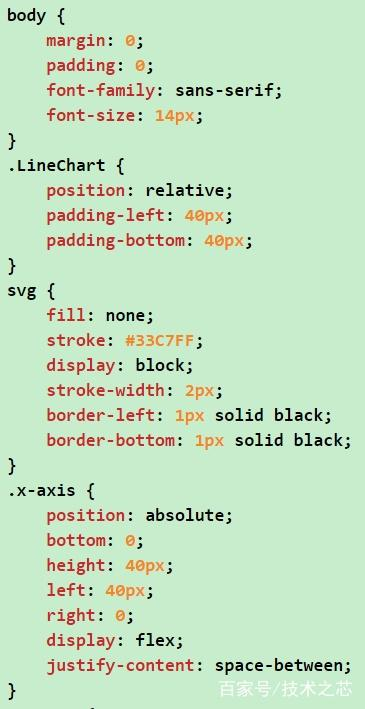 body {
    margin: 0;
    padding: 0;
    font-family: sans-serif;
    font-size: 14px;
}
.LineChart {
    position: relative;
    padding-left: 40px;
    padding-bottom: 40px;
}
svg {
    fill: none;
    stroke: #33C7FF;
    display: block;
    stroke-width: 2px;
    border-left: 1px solid black;
    border-bottom: 1px solid black;
}
.x-axis {
    position: absolute;
    bottom: 0;
    height: 40px;
    left: 40px;
    right: 0;
    display: flex;
    justify-content: space-between;
}
百家号/技术之芯